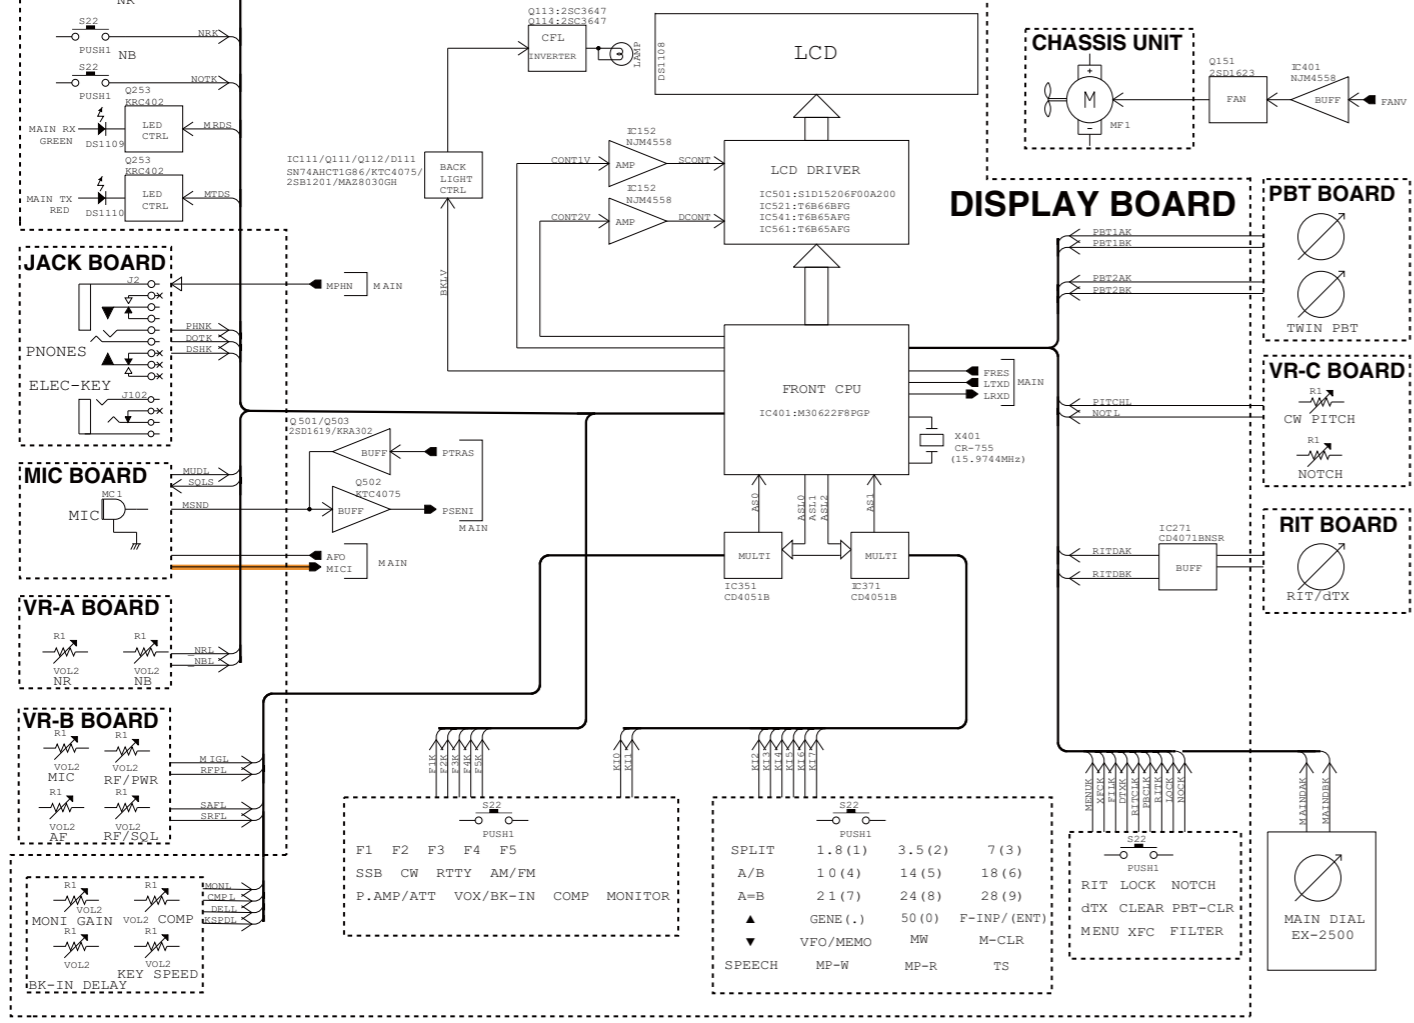 NR
S22
PUSH1
NRK
NB
S22
PUSH1
NOTK
Q253
KRC402
LED
CTRL
MAIN RX
GREEN
DS1109
MRDS
Q253
KRC402
LED
CTRL
MAIN TX
RED
DS1110
MTDS
Q113:2SC3647
Q114:2SC3647
CFL
INVERTER
LAMP
DS1108
LCD
IC111/Q111/Q112/D111
SN74AHCT1G86/KTC4075/
2SB1201/MAZ8030GH
BACK
LIGHT
CTRL
BKLV
CONT1V
IC152
NJM4558
AMP
SCONT
CONT2V
IC152
NJM4558
AMP
DCONT
LCD DRIVER
IC501:S1D15206F00A200
IC521:T6B66BFG
IC541:T6B65AFG
IC561:T6B65AFG
CHASSIS UNIT
+
M
-
MF1
Q151
2SD1623
FAN
IC401
NJM4558
BUFF
FANV
DISPLAY BOARD
PBT BOARD
PBT1AK
PBT1BK
PBT2AK
PBT2BK
TWIN PBT
JACK BOARD
J2
MPHN
MAIN
PHNK
DOTK
DSHK
PNONES
ELEC-KEY
J102
FRONT CPU
IC401:M30622F8PGP
FRES
LTXD
LRXD
MAIN
X401
CR-755
(15.9744MHz)
VR-C BOARD
R1
CW PITCH
R1
NOTCH
PITCHL
NOTL
MIC BOARD
MC1
MIC
MUDL
SQLS
MSND
Q501/Q503
2SD1619/KRA302
BUFF
PTRAS
Q502
KTC4075
BUFF
PSENI
MAIN
AFO
MICI
MAIN
AS0
ASL0
ASL1
ASL2
AS1
MULTI
IC351
CD4051B
MULTI
IC371
CD4051B
RIT BOARD
IC271
CD4071BNSR
BUFF
RITDAK
RITDBK
RIT/dTX
VR-A BOARD
R1
VOL2
NR
R1
VOL2
NB
NRL
NBL
VR-B BOARD
R1
VOL2
MIC
R1
VOL2
RF/PWR
R1
VOL2
AF
R1
VOL2
RF/SQL
MIGL
RFPL
SAFL
SRFL
R1
VOL2
MONI GAIN
R1
VOL2
COMP
R1
VOL2
BK-IN DELAY
R1
VOL2
KEY SPEED
MONL
CMPL
DELL
KSPDL
F1K
F2K
F3K
F4K
F5K
KI0
KI1
S22
PUSH1
F1 F2 F3 F4 F5
SSB CW RTTY AM/FM
P.AMP/ATT VOX/BK-IN COMP MONITOR
KI2
KI3
KI4
KI5
KI6
KI7
S22
PUSH1
SPLIT 1.8(1) 3.5(2) 7(3)
A/B 10(4) 14(5) 18(6)
A=B 21(7) 24(8) 28(9)
▲ GENE(.) 50(0) F-INP/(ENT)
▼ VFO/MEMO MW M-CLR
SPEECH MP-W MP-R TS
MENUK
XFCK
FILK
DTXK
RITCLK
PBCLK
RITK
LOCK
NOCK
S22
PUSH1
RIT LOCK NOTCH
dTX CLEAR PBT-CLR
MENU XFC FILTER
MAINDAK
MAINDBK
MAIN DIAL
EX-2500